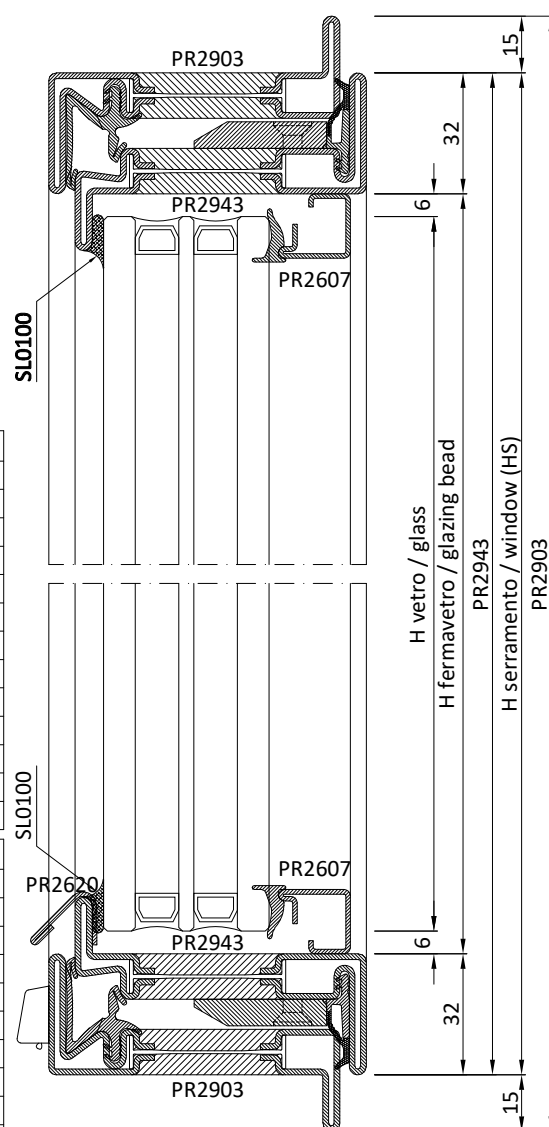 15
PR2903
32
PR2943
6
PR2607
SL0100
H vetro / glass
H fermavetro / glazing bead
PR2943
H serramento / window (HS)
PR2903
SL0100
PR2620
PR2607
PR2943
6
32
PR2903
15